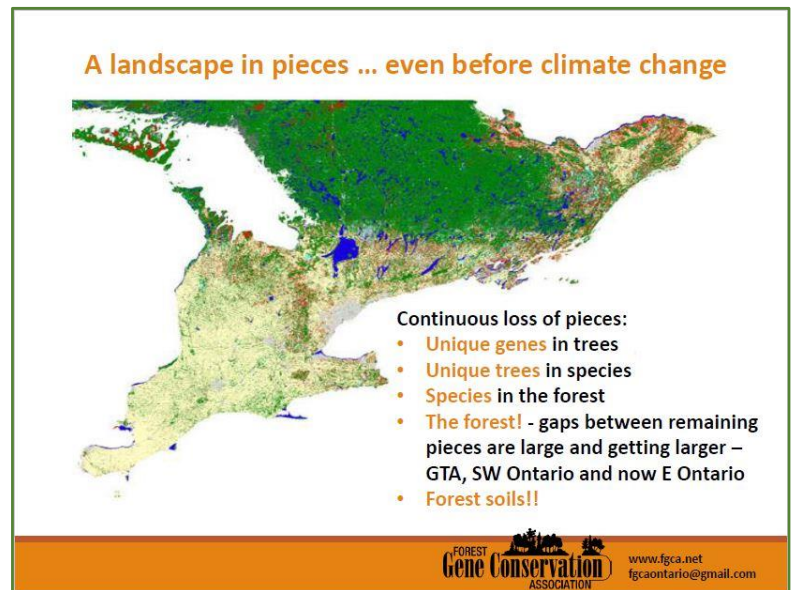 A landscape in pieces ... even before climate change
Continuous loss of pieces:
• Unique genes in trees
• Unique trees in species
• Species in the forest
• The forest! - gaps between remaining
pieces are large and getting larger –
GTA, SW Ontario and now E Ontario
• Forest soils!!
FOREST
Gene Conservation
ASSOCIATION
www.fgca.net
fgcaontario@gmail.com